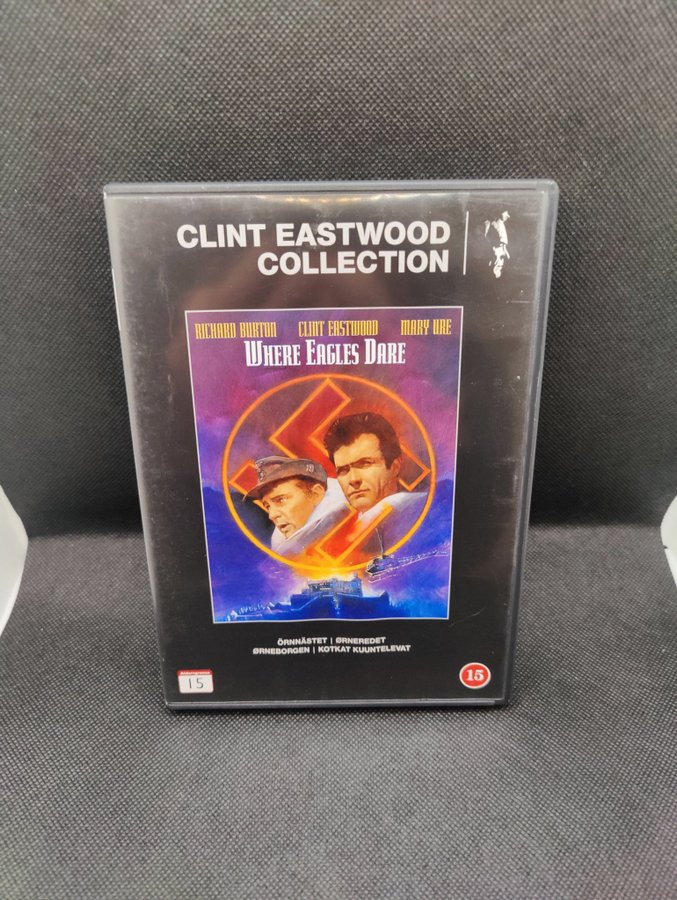 CLINT EASTWOOD
COLLECTION
RICHARD BURTON CLINT EASTWOOD MARY URE
WHERE EAGLES DARE
ÖRNNÄSTET | ØRNEREDET
ØRNEBORGEN | KOTKAT KUUNTELEVAT
15
15